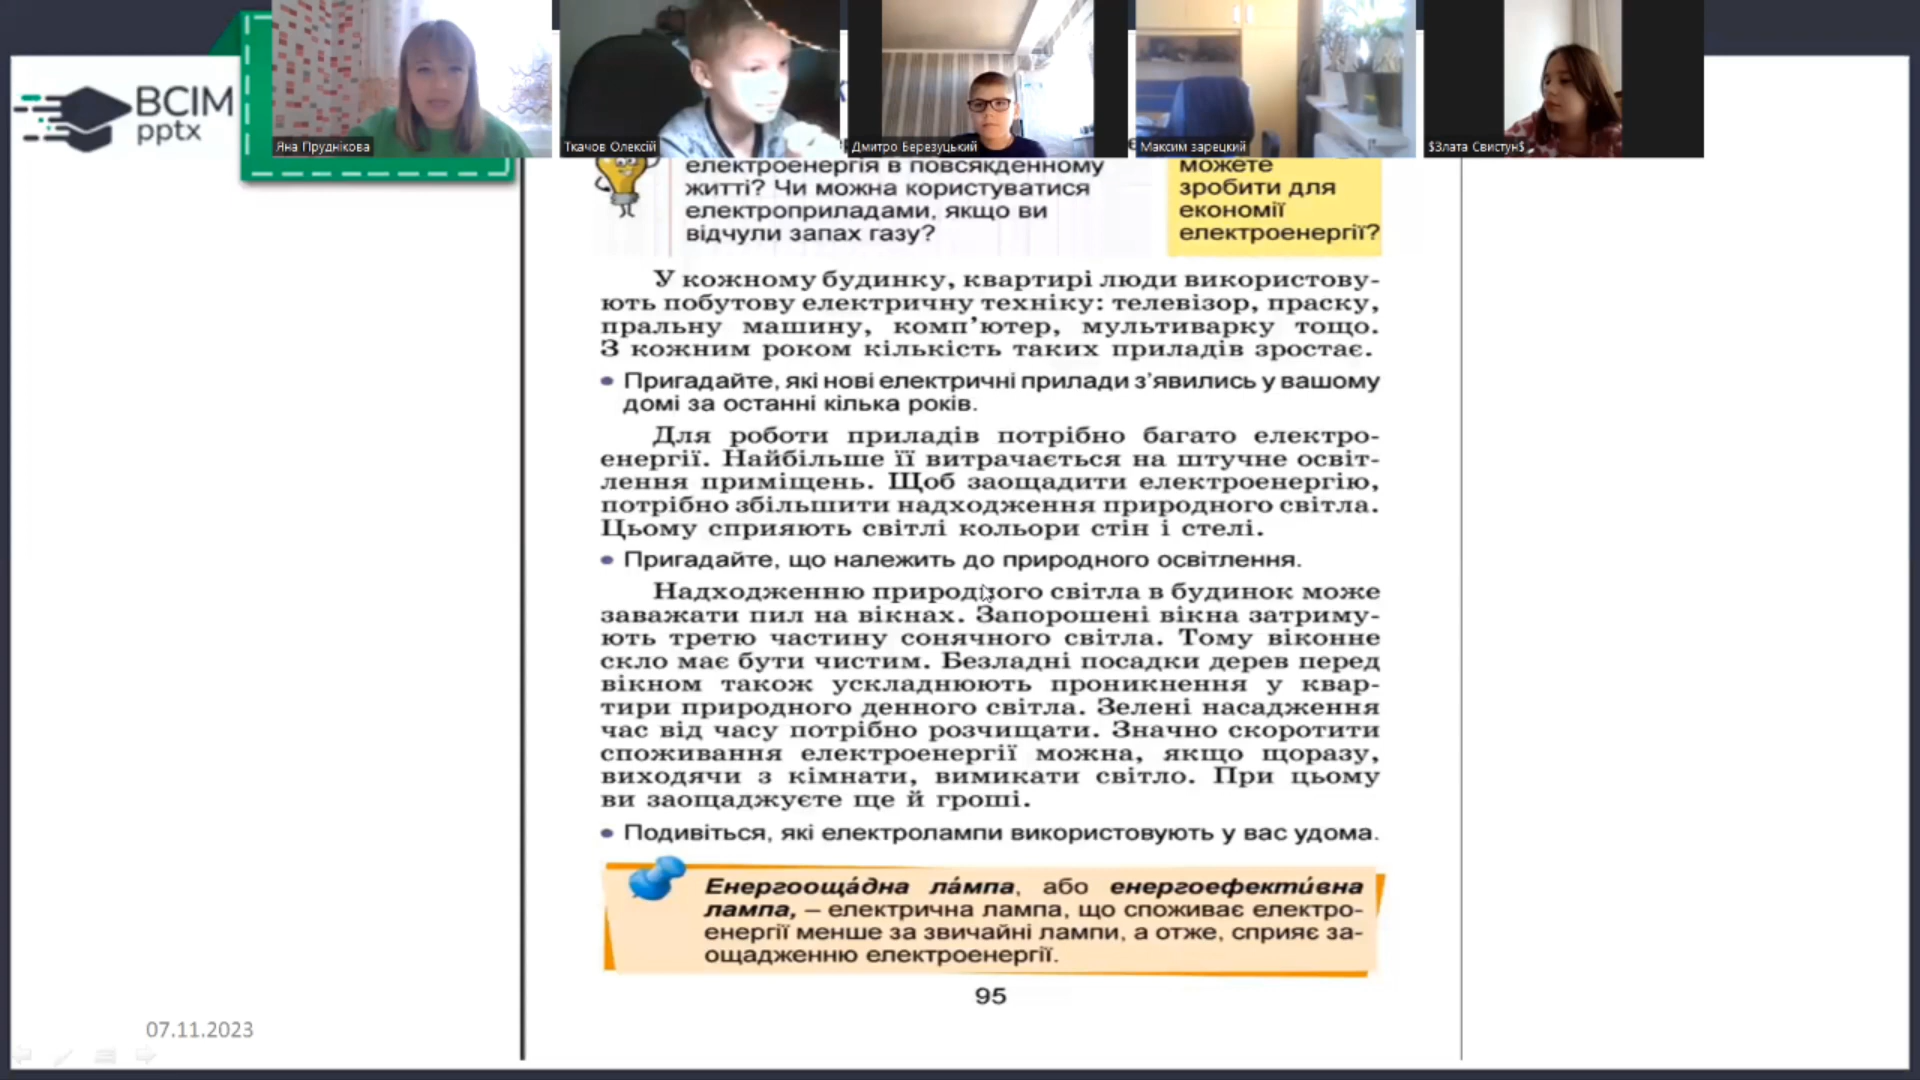 ВСІМ
pptx
Яна Пруднікова
Ткачов Олексій
Дмитро Березуцький
Максим зарецкий
$Злата Свистун$
електроенергія в повсякденному
житті? Чи можна користуватися
електроприладами, якщо ви
відчули запах газу?
можете
зробити для
економії
електроенергії?
У кожному будинку, квартирі люди використову-
ють побутову електричну техніку: телевізор, праску,
пральну машину, комп’ютер, мультиварку тощо.
З кожним роком кількість таких приладів зростає.
• Пригадайте, які нові електричні прилади з’явились у вашому
домі за останні кілька років.
Для роботи приладів потрібно багато електро-
енергії. Найбільше її витрачається на штучне освіт-
лення приміщень. Щоб заощадити електроенергію,
потрібно збільшити надходження природного світла.
Цьому сприяють світлі кольори стін і стелі.
• Пригадайте, що належить до природного освітлення.
Надходженню природного світла в будинок може
заважати пил на вікнах. Запорошені вікна затриму-
ють третю частину сонячного світла. Тому віконне
скло має бути чистим. Безладні посадки дерев перед
вікном також ускладнюють проникнення у квар-
тири природного денного світла. Зелені насадження
час від часу потрібно розчищати. Значно скоротити
споживання електроенергії можна, якщо щоразу,
виходячи з кімнати, вимикати світло. При цьому
ви заощаджуєте ще й гроші.
• Подивіться, які електролампи використовують у вас удома.
Енергооща́дна ла́мпа, або енергоефекти́вна
лампа, – електрична лампа, що споживає електро-
енергії менше за звичайні лампи, а отже, сприяє за-
ощадженню електроенергії.
95
07.11.2023